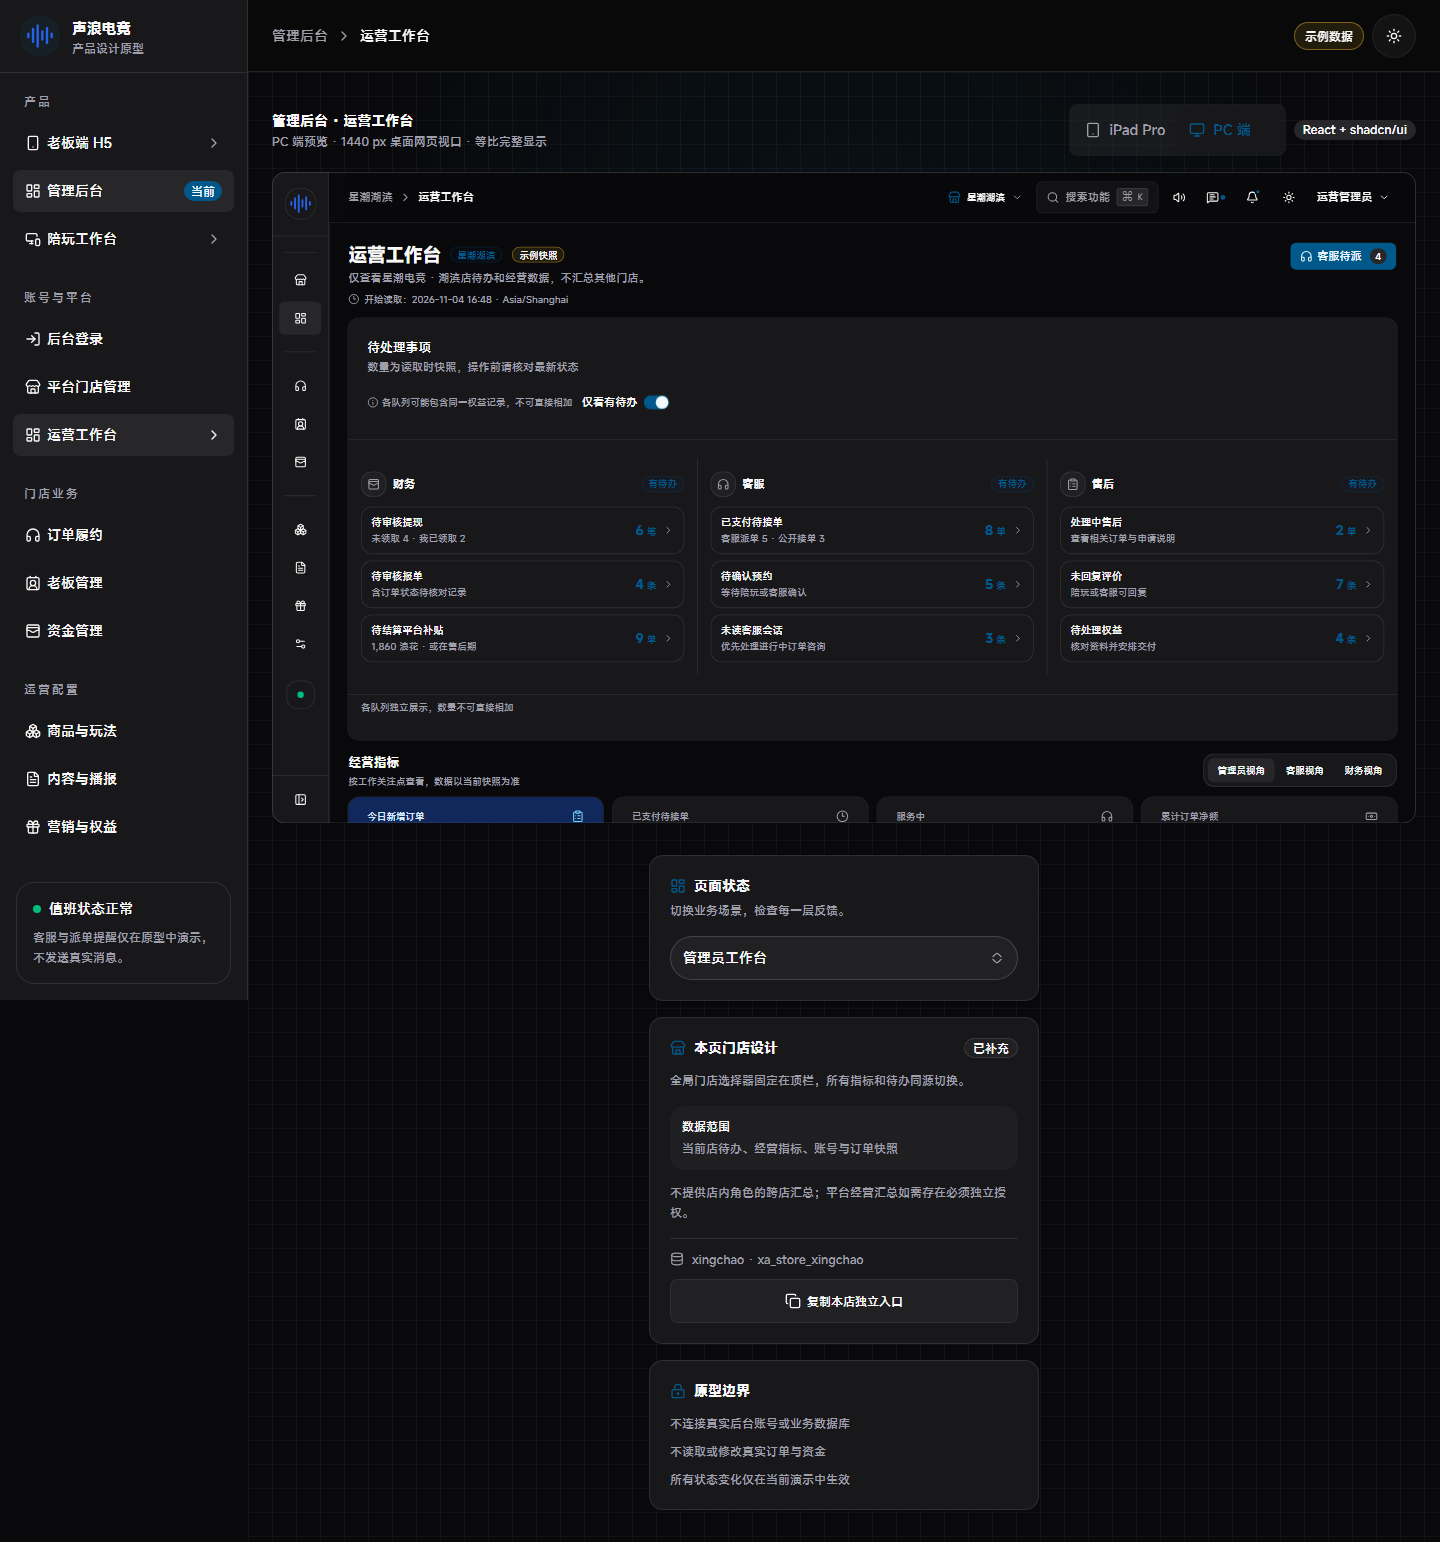 声浪电竞
产品设计原型
产品
老板端 H5
管理后台
当前
陪玩工作台
账号与平台
后台登录
平台门店管理
运营工作台
门店业务
订单履约
老板管理
资金管理
运营配置
商品与玩法
内容与播报
营销与权益
值班状态正常
客服与派单提醒仅在原型中演示，
不发送真实消息。
管理后台
运营工作台
示例数据
管理后台 · 运营工作台
PC 端预览 · 1440 px 桌面网页视口 · 等比完整显示
iPad Pro
PC 端
React + shadcn/ui
星潮湖滨
运营工作台
星潮湖滨
搜索功能
⌘ K
运营管理员
运营工作台
星潮湖滨
示例快照
仅查看星潮电竞 · 湖滨店待办和经营数据，不汇总其他门店。
开始读取：2026-11-04 16:48 · Asia/Shanghai
客服待派
4
待处理事项
数量为读取时快照，操作前请核对最新状态
各队列可能包含同一权益记录，不可直接相加
仅看有待办
财务
有待办
待审核提现
未领取 4 · 我已领取 2
6 笔
待审核报单
含订单状态待核对记录
4 条
待结算平台补贴
1,860 浪花 · 或在售后期
9 单
客服
有待办
已支付待接单
客服派单 5 · 公开接单 3
8 单
待确认预约
等待陪玩或客服确认
5 条
未读客服会话
优先处理进行中订单咨询
3 条
售后
有待办
处理中售后
查看相关订单与申请说明
2 单
未回复评价
陪玩或客服可回复
7 条
待处理权益
核对资料并安排交付
4 条
各队列独立展示，数量不可直接相加
经营指标
按工作关注点查看，数据以当前快照为准
管理员视角
客服视角
财务视角
今日新增订单
已支付待接单
服务中
累计订单净额
页面状态
切换业务场景，检查每一层反馈。
管理员工作台
本页门店设计
已补充
全局门店选择器固定在顶栏，所有指标和待办同源切换。
数据范围
当前店待办、经营指标、账号与订单快照
不提供店内角色的跨店汇总；平台经营汇总如需存在必须独立授
权。
xingchao · xa_store_xingchao
复制本店独立入口
原型边界
不连接真实后台账号或业务数据库
不读取或修改真实订单与资金
所有状态变化仅在当前演示中生效